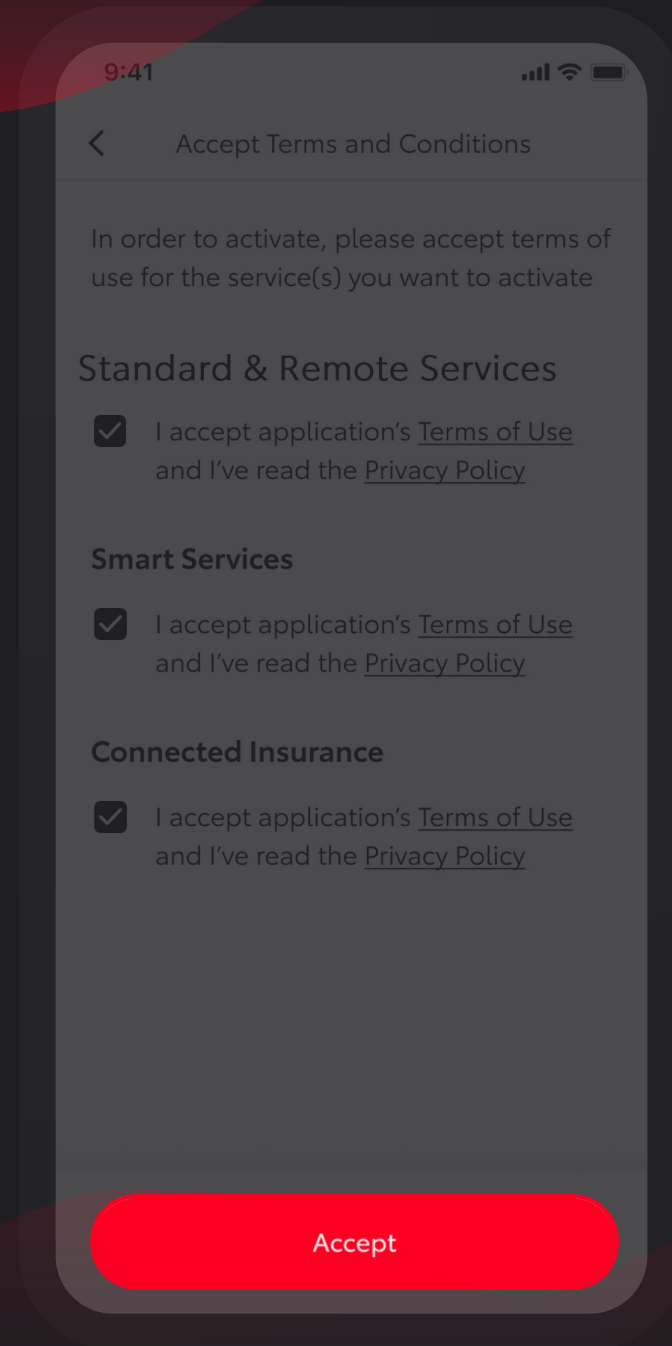 9:41
Accept Terms and Conditions
In order to activate, please accept terms of
use for the service(s) you want to activate
Standard & Remote Services
I accept application’s Terms of Use
and I’ve read the Privacy Policy
Smart Services
I accept application’s Terms of Use
and I’ve read the Privacy Policy
Connected Insurance
I accept application’s Terms of Use
and I’ve read the Privacy Policy
Accept